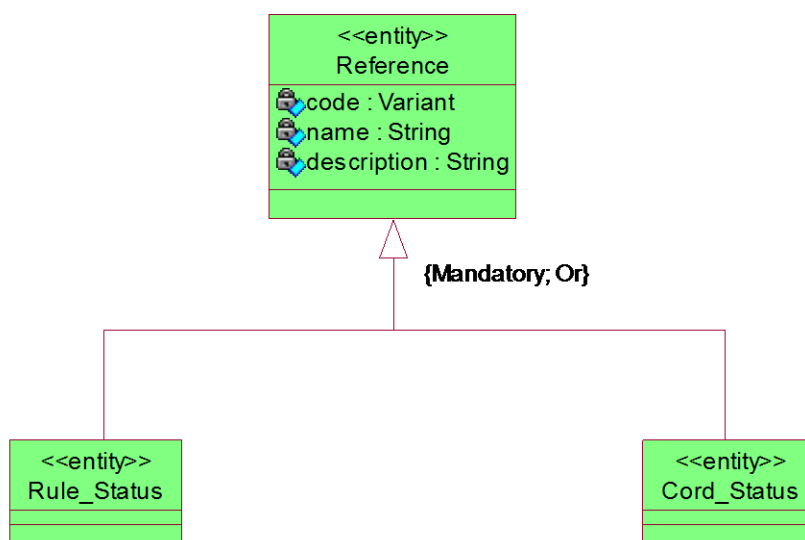 <<entity>>
Reference
code : Variant
name : String
description : String
{Mandatory; Or}
<<entity>>
Rule_Status
<<entity>>
Cord_Status